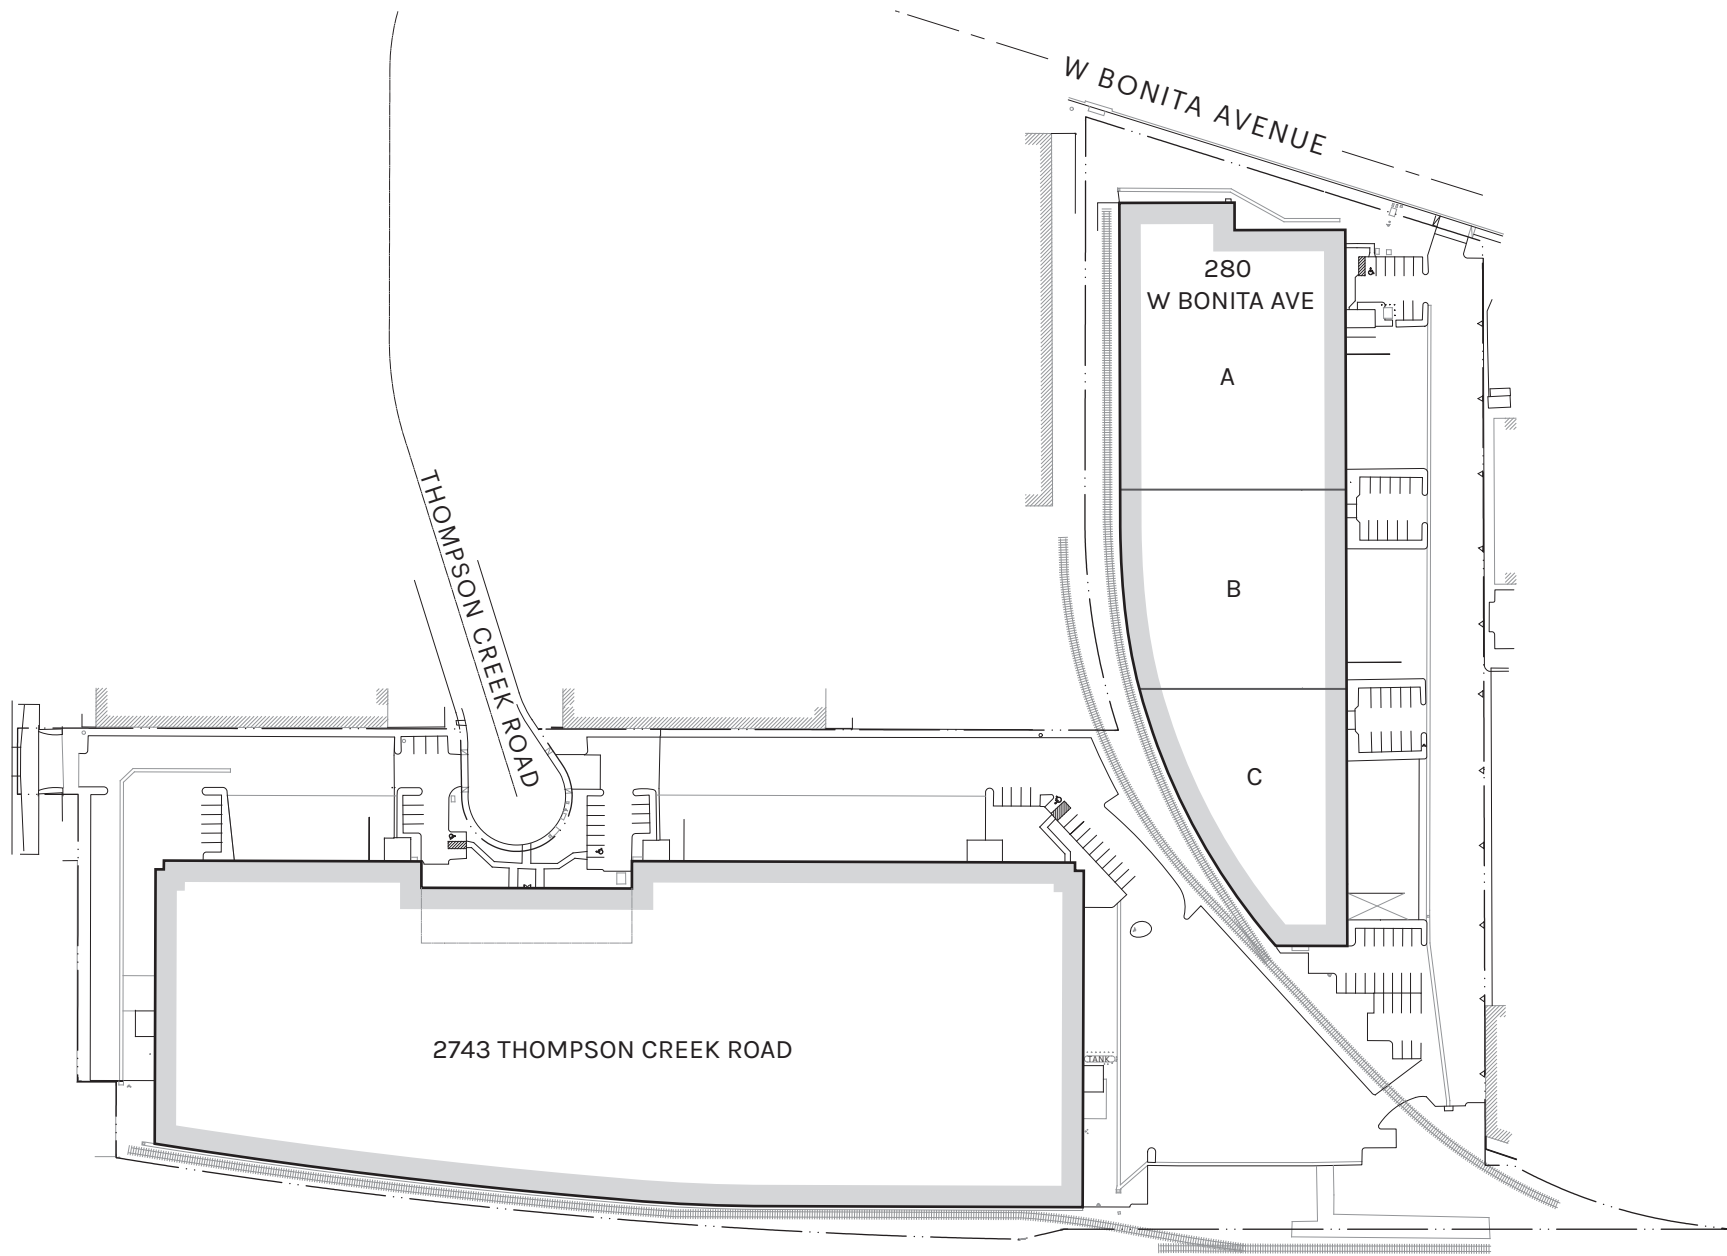 W BONITA AVENUE
280
W BONITA AVE
A
THOMPSON CREEK ROAD
B
C
2743 THOMPSON CREEK ROAD
TANK